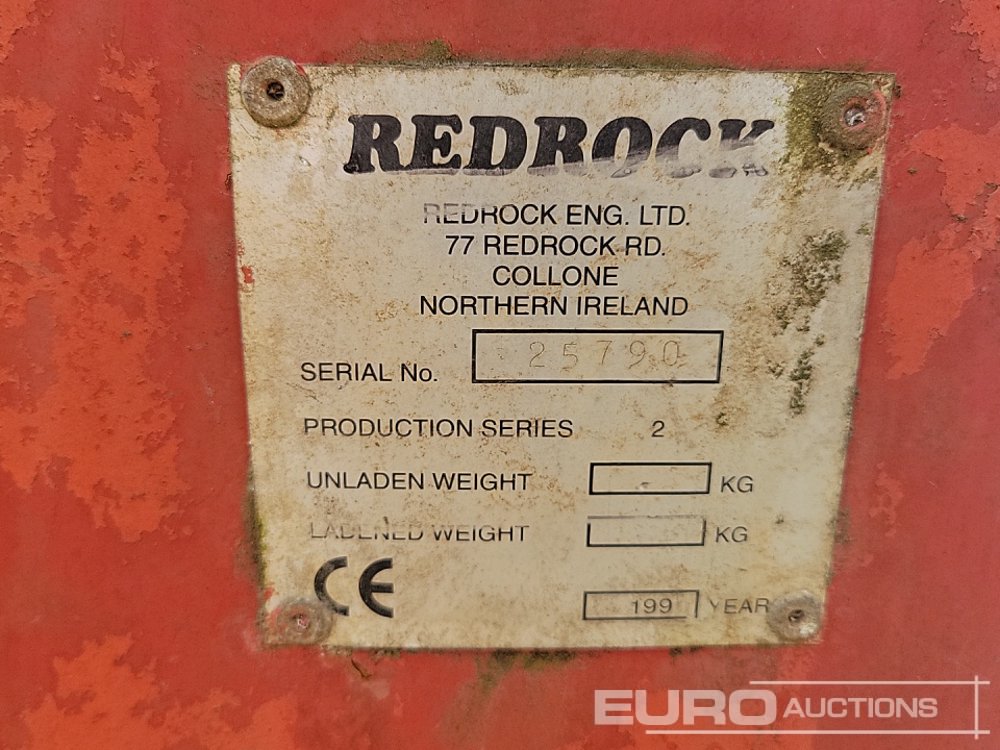 REDROCK
REDROCK ENG. LTD.
77 REDROCK RD.
COLLONE
NORTHERN IRELAND
SERIAL No. 25790
PRODUCTION SERIES 2
UNLADEN WEIGHT KG
LADENED WEIGHT KG
CE 199 YEAR
EURO AUCTIONS